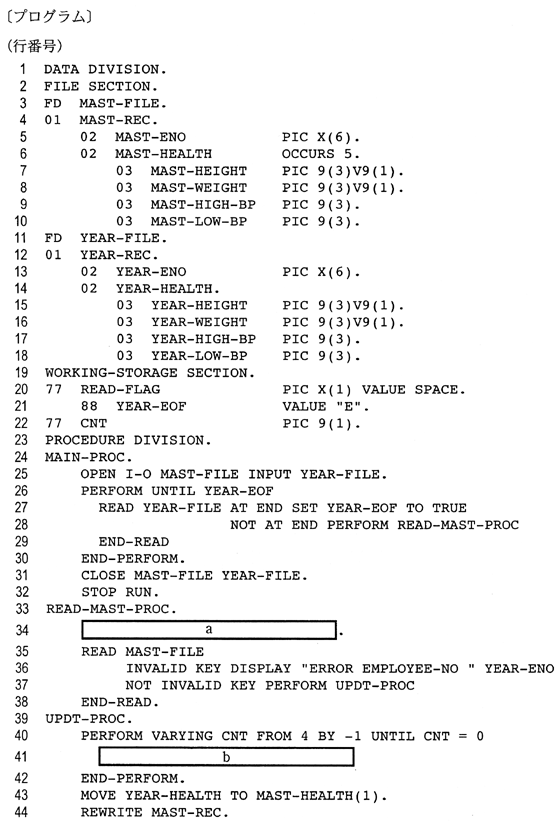 〔プログラム〕
(行番号)
1 DATA DIVISION.
2 FILE SECTION.
3 FD MAST-FILE.
4 01 MAST-REC.
5 02 MAST-ENO PIC X(6).
6 02 MAST-HEALTH OCCURS 5.
7 03 MAST-HEIGHT PIC 9(3)V9(1).
8 03 MAST-WEIGHT PIC 9(3)V9(1).
9 03 MAST-HIGH-BP PIC 9(3).
10 03 MAST-LOW-BP PIC 9(3).
11 FD YEAR-FILE.
12 01 YEAR-REC.
13 02 YEAR-ENO PIC X(6).
14 02 YEAR-HEALTH.
15 03 YEAR-HEIGHT PIC 9(3)V9(1).
16 03 YEAR-WEIGHT PIC 9(3)V9(1).
17 03 YEAR-HIGH-BP PIC 9(3).
18 03 YEAR-LOW-BP PIC 9(3).
19 WORKING-STORAGE SECTION.
20 77 READ-FLAG PIC X(1) VALUE SPACE.
21 88 YEAR-EOF VALUE "E".
22 77 CNT PIC 9(1).
23 PROCEDURE DIVISION.
24 MAIN-PROC.
25 OPEN I-O MAST-FILE INPUT YEAR-FILE.
26 PERFORM UNTIL YEAR-EOF
27 READ YEAR-FILE AT END SET YEAR-EOF TO TRUE
28 NOT AT END PERFORM READ-MAST-PROC
29 END-READ
30 END-PERFORM.
31 CLOSE MAST-FILE YEAR-FILE.
32 STOP RUN.
33 READ-MAST-PROC.
34 a .
35 READ MAST-FILE
36 INVALID KEY DISPLAY "ERROR EMPLOYEE-NO " YEAR-ENO
37 NOT INVALID KEY PERFORM UPDT-PROC
38 END-READ.
39 UPDT-PROC.
40 PERFORM VARYING CNT FROM 4 BY -1 UNTIL CNT = 0
41 b
42 END-PERFORM.
43 MOVE YEAR-HEALTH TO MAST-HEALTH(1).
44 REWRITE MAST-REC.